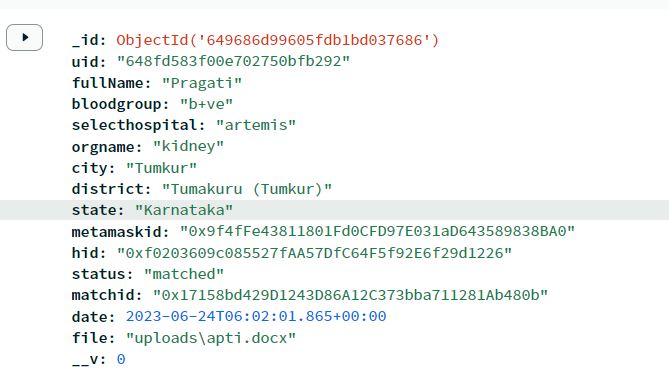 _id: ObjectId('649686d99605fdb1bd037686')
uid: "648fd583f00e702750bfb292"
fullName: "Pragati"
bloodgroup: "b+ve"
selecthospital: "artemis"
orgname: "kidney"
city: "Tumkur"
district: "Tumakuru (Tumkur)"
state: "Karnataka"
metamaskid: "0x9f4fFe43811801Fd0CFD97E031aD643589838BA0"
hid: "0xf0203609c085527fAA57DfC64F5f92E6f29d1226"
status: "matched"
matchid: "0x17158bd429D1243D86A12C373bba711281Ab480b"
date: 2023-06-24T06:02:01.865+00:00
file: "uploads\apti.docx"
__v: 0